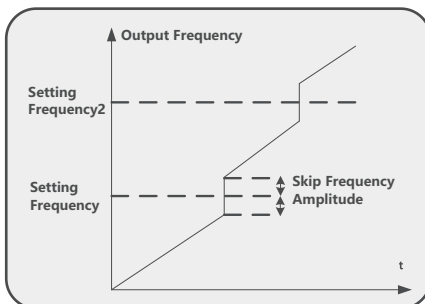 Output Frequency
Setting
Frequency2
Setting
Frequency
Skip Frequency
Amplitude
t